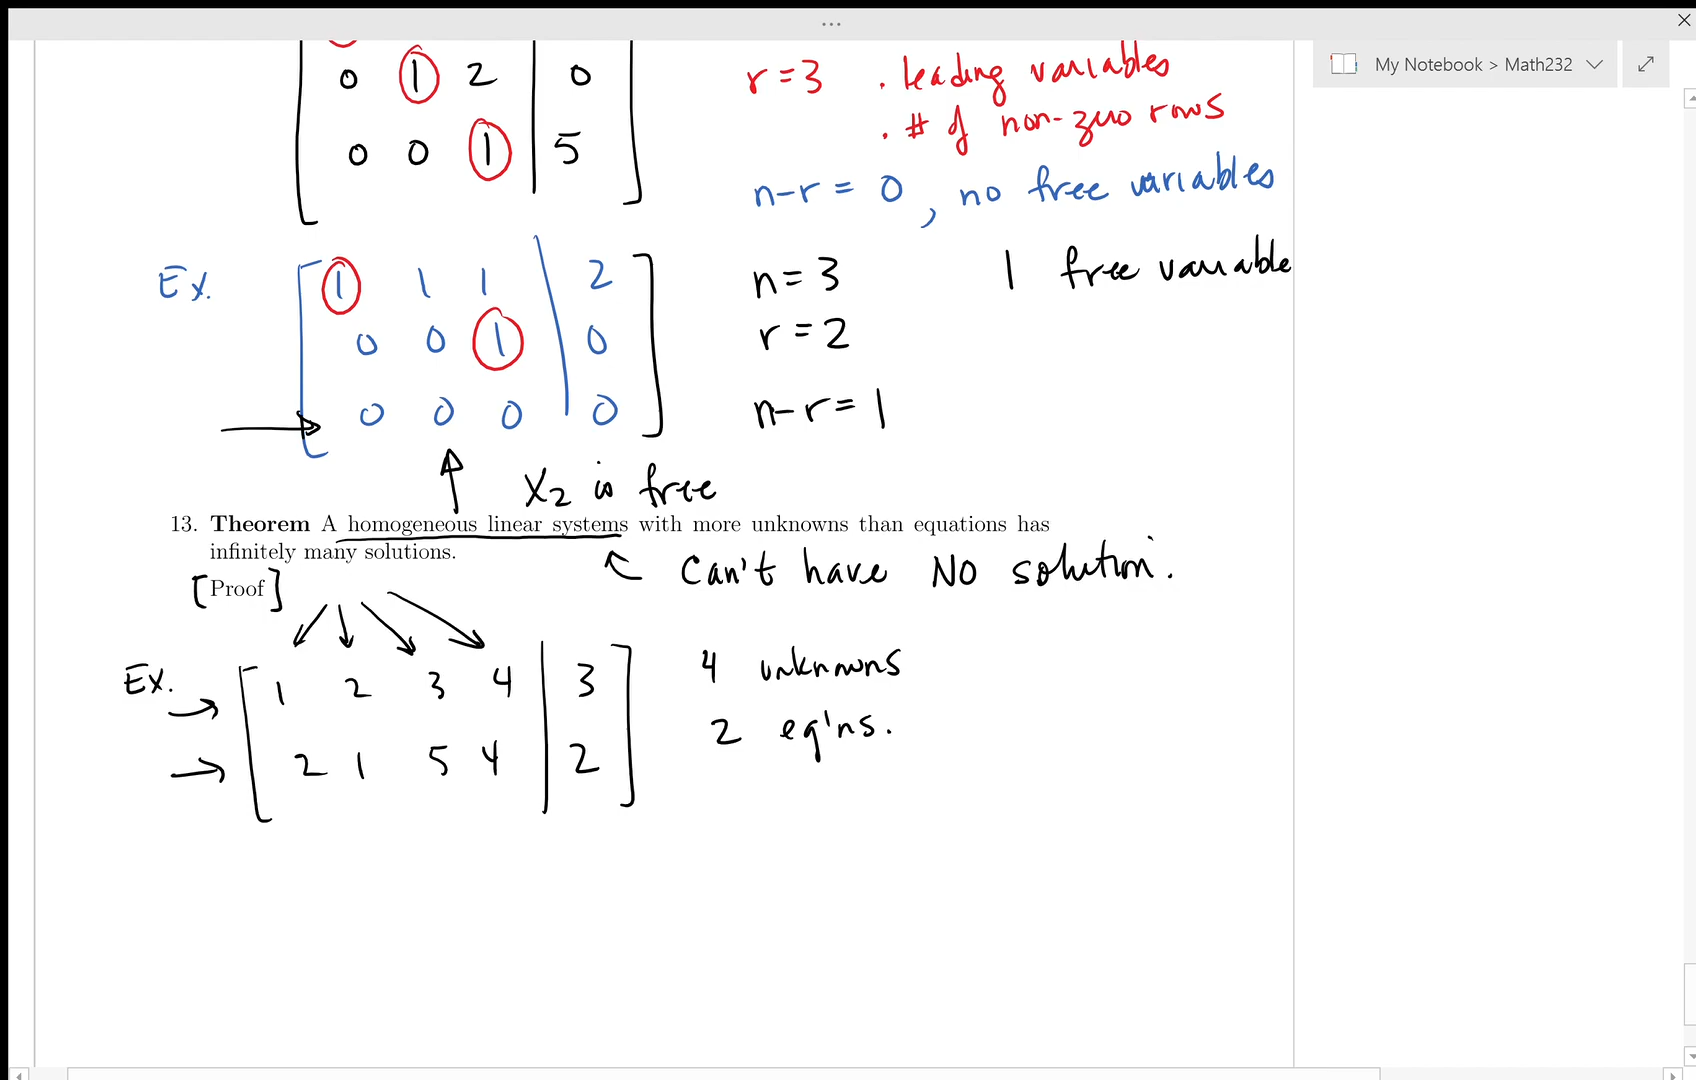 My Notebook > Math232
0 1 2 0 r = 3 . leading variables
. # of non-zero rows
0 0 1 5
n-r = 0, no free variables
Ex. 1 1 1 2 n = 3 1 free variable
0 0 1 0 r = 2
0 0 0 0 n-r = 1
X2 is free
13. Theorem A homogeneous linear systems with more unknowns than equations has
infinitely many solutions.
Can't have NO solution.
[Proof]
Ex. 1 2 3 4 3 4 unknowns
2 1 5 4 2 2 eq'ns.